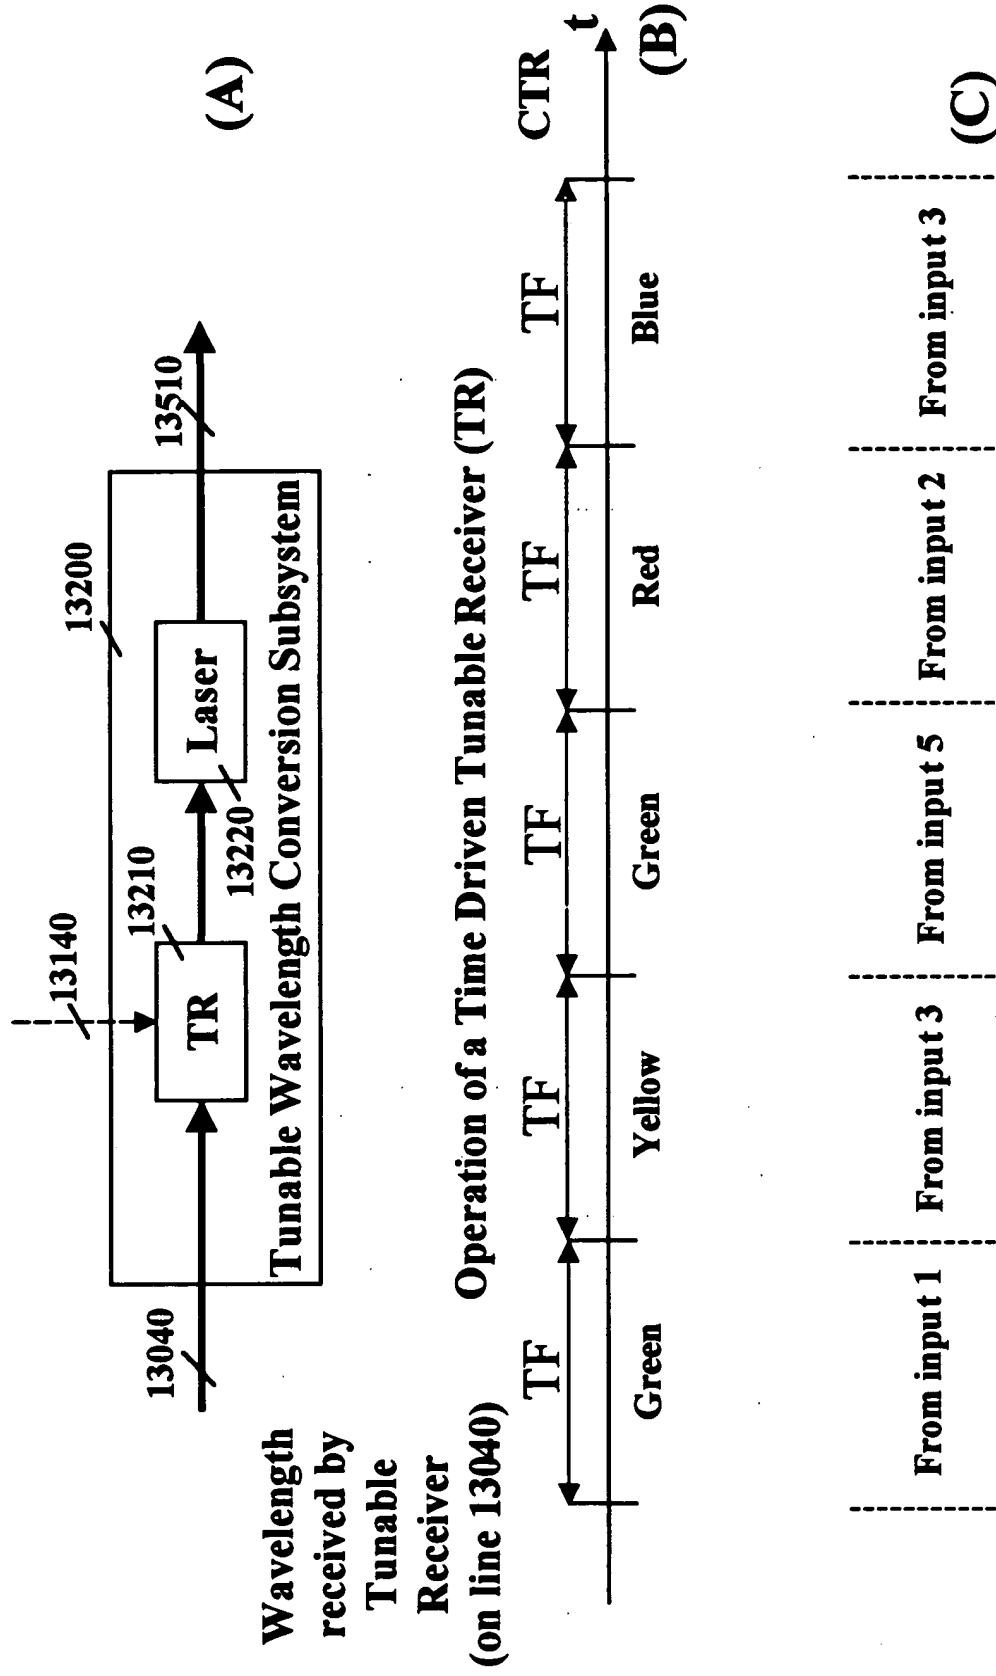 13140
13200
13040
13210
TR
13220
Laser
13510
Tunable Wavelength Conversion Subsystem
(A)
Operation of a Time Driven Tunable Receiver (TR)
Wavelength
received by
Tunable
Receiver
(on line 13040)
TF
TF
TF
TF
TF
CTR
t
Green
Yellow
Green
Red
Blue
(B)
From input 1
From input 3
From input 5
From input 2
From input 3
(C)